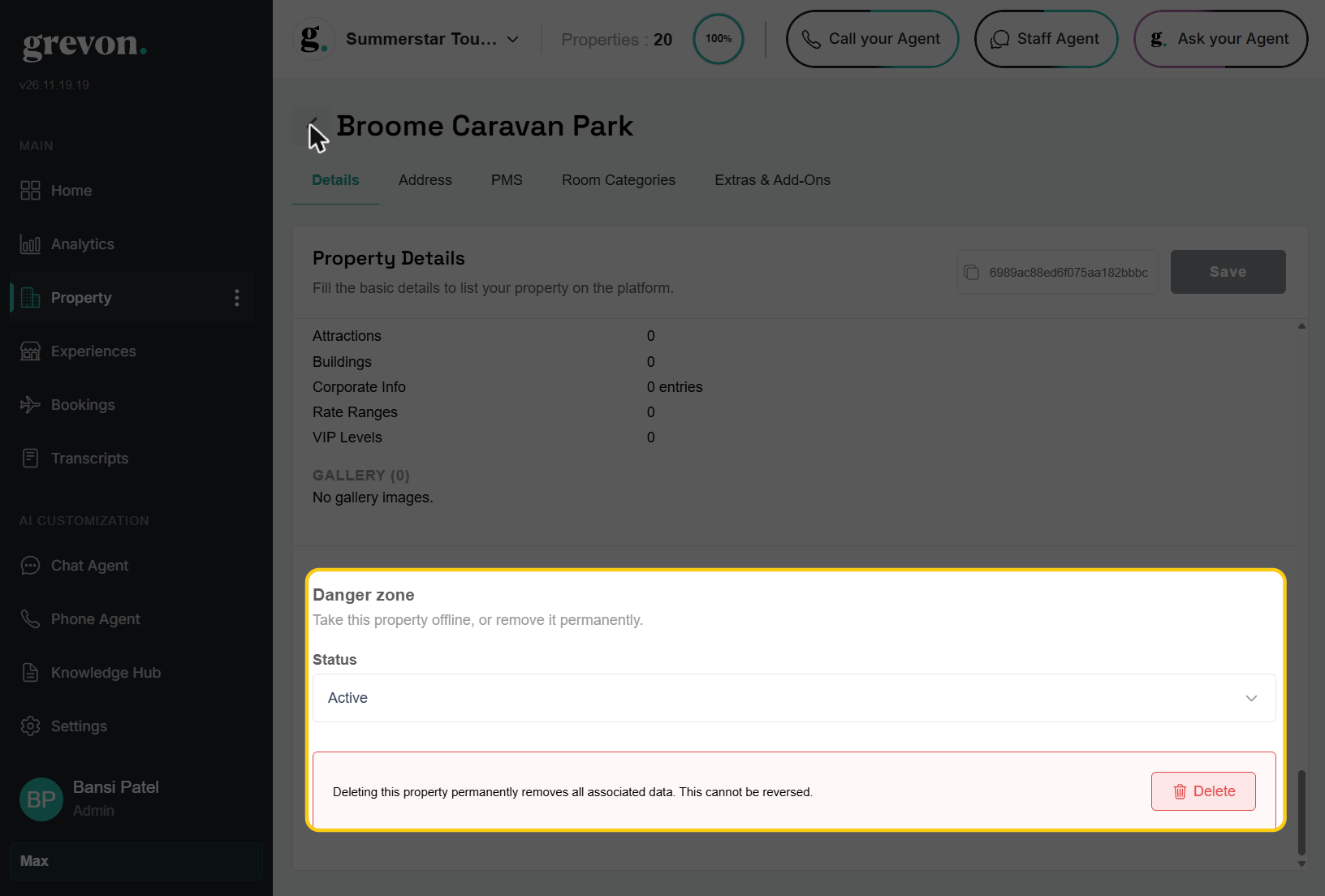 grevon.
v26.11.19.19
MAIN
Home
Analytics
Property
Experiences
Bookings
Transcripts
AI CUSTOMIZATION
Chat Agent
Phone Agent
Knowledge Hub
Settings
BP
Bansi Patel
Admin
Max
g. Summerstar Tou...
Properties : 20
100%
Call your Agent
Staff Agent
g. Ask your Agent
Broome Caravan Park
Details Address PMS Room Categories Extras & Add-Ons
Property Details
Fill the basic details to list your property on the platform.
6989ac88ed6f075aa182bbbc
Save
Attractions 0
Buildings 0
Corporate Info 0 entries
Rate Ranges 0
VIP Levels 0
GALLERY (0)
No gallery images.
Danger zone
Take this property offline, or remove it permanently.
Status
Active
Deleting this property permanently removes all associated data. This cannot be reversed.
Delete